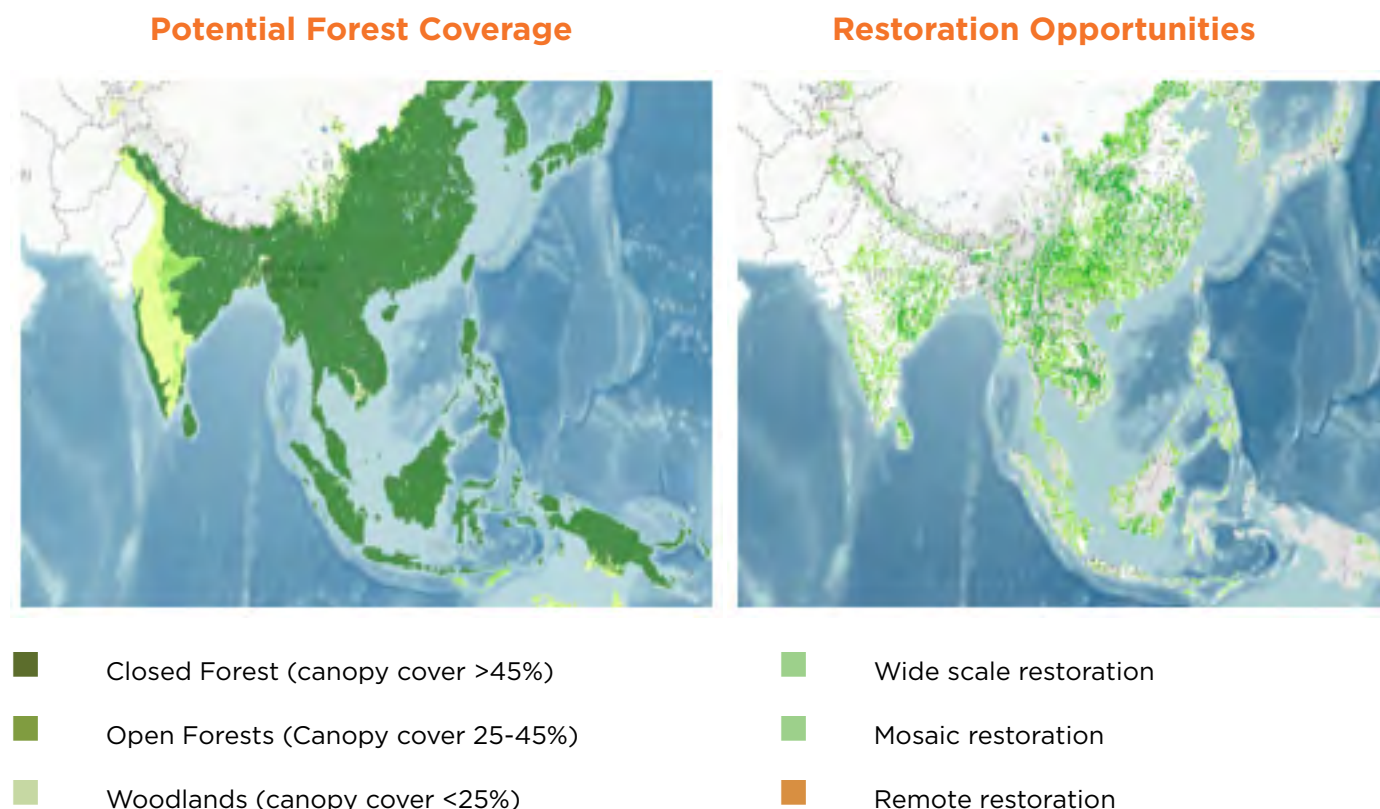 Potential Forest Coverage
Restoration Opportunities
Closed Forest (canopy cover >45%)
Open Forests (Canopy cover 25-45%)
Woodlands (canopy cover <25%)
Wide scale restoration
Mosaic restoration
Remote restoration